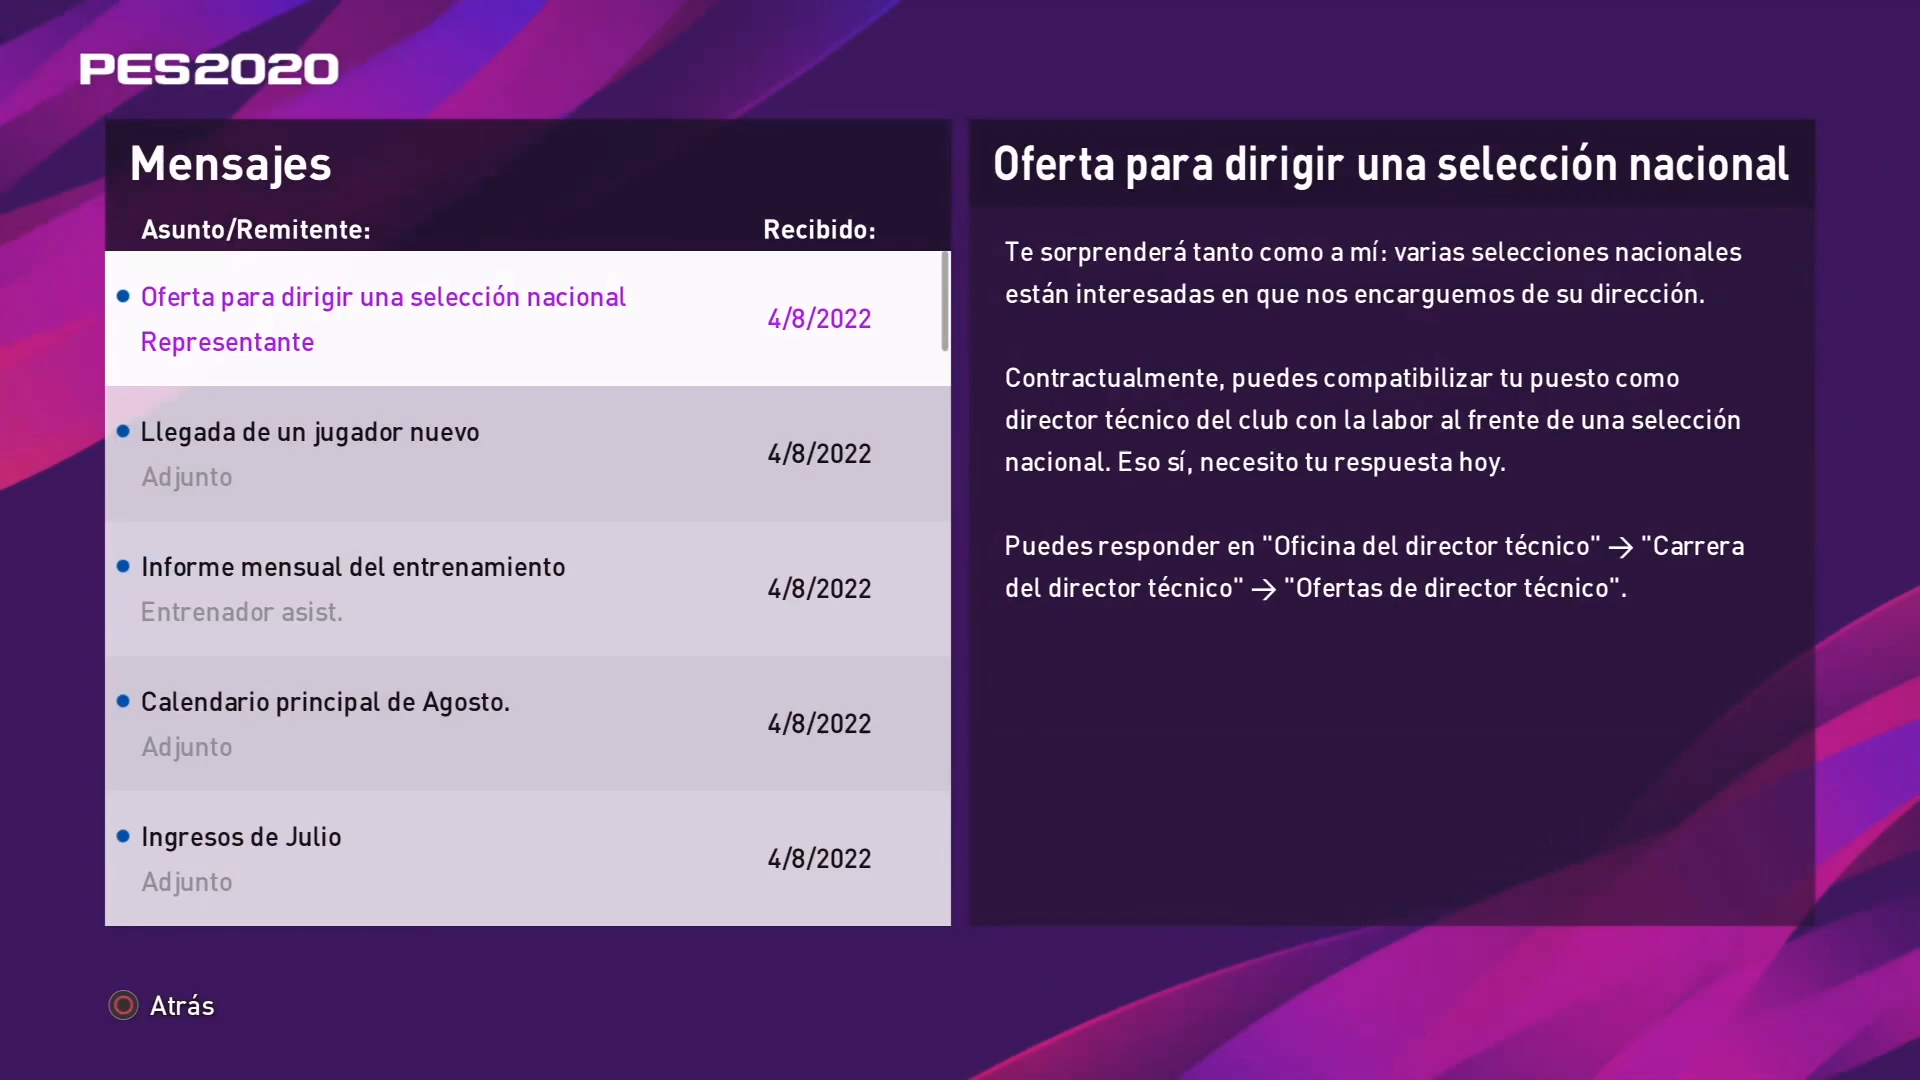 PES2020
Mensajes
Asunto/Remitente: Recibido:
Oferta para dirigir una selección nacional
Representante
4/8/2022
Llegada de un jugador nuevo
Adjunto
4/8/2022
Informe mensual del entrenamiento
Entrenador asist.
4/8/2022
Calendario principal de Agosto.
Adjunto
4/8/2022
Ingresos de Julio
Adjunto
4/8/2022
Oferta para dirigir una selección nacional
Te sorprenderá tanto como a mí: varias selecciones nacionales
están interesadas en que nos encarguemos de su dirección.
Contractualmente, puedes compatibilizar tu puesto como
director técnico del club con la labor al frente de una selección
nacional. Eso sí, necesito tu respuesta hoy.
Puedes responder en "Oficina del director técnico" → "Carrera
del director técnico" → "Ofertas de director técnico".
Atrás